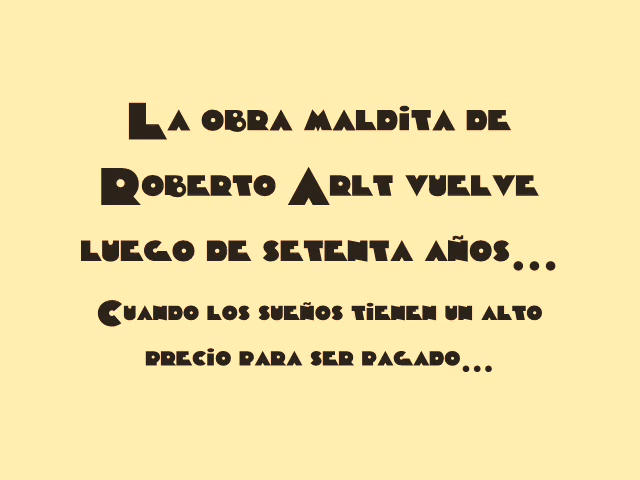 La obra maldita de
Roberto Arlt vuelve
luego de setenta años...
Cuando los sueños tienen un alto
precio para ser pagado...